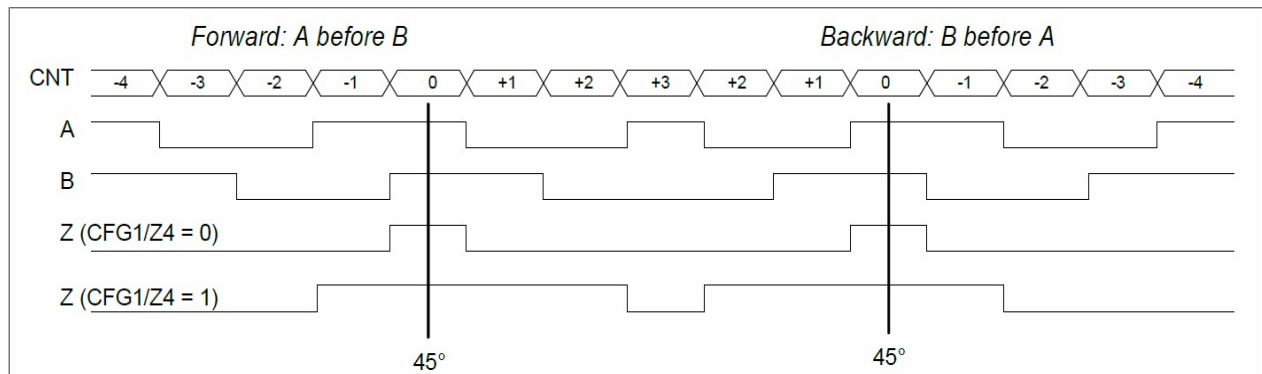 Forward: A before B Backward: B before A
CNT -4 -3 -2 -1 0 +1 +2 +3 +2 +1 0 -1 -2 -3 -4
A
B
Z (CFG1/Z4 = 0)
Z (CFG1/Z4 = 1)
45° 45°